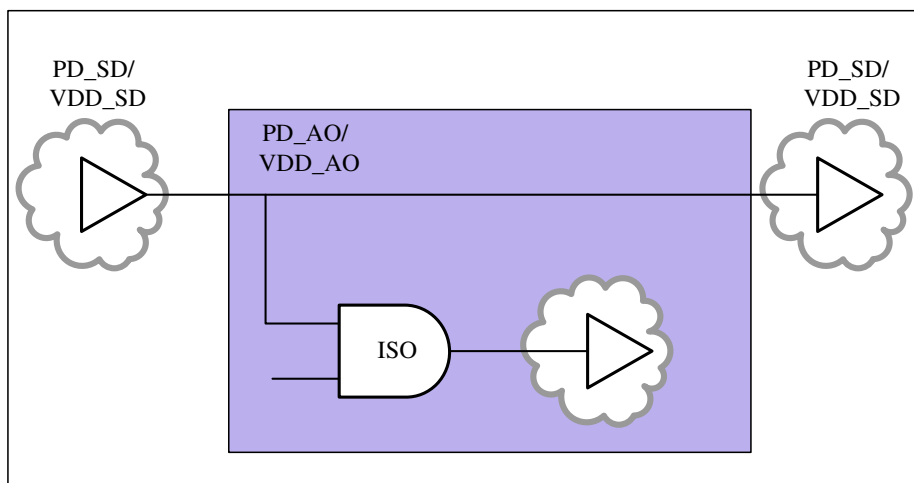 PD_SD/
VDD_SD
PD_SD/
VDD_SD
PD_AO/
VDD_AO
ISO